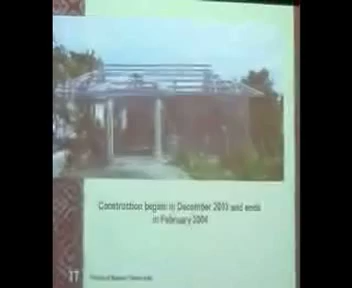 Construction began in December 2003 and ends
in February 2004
17